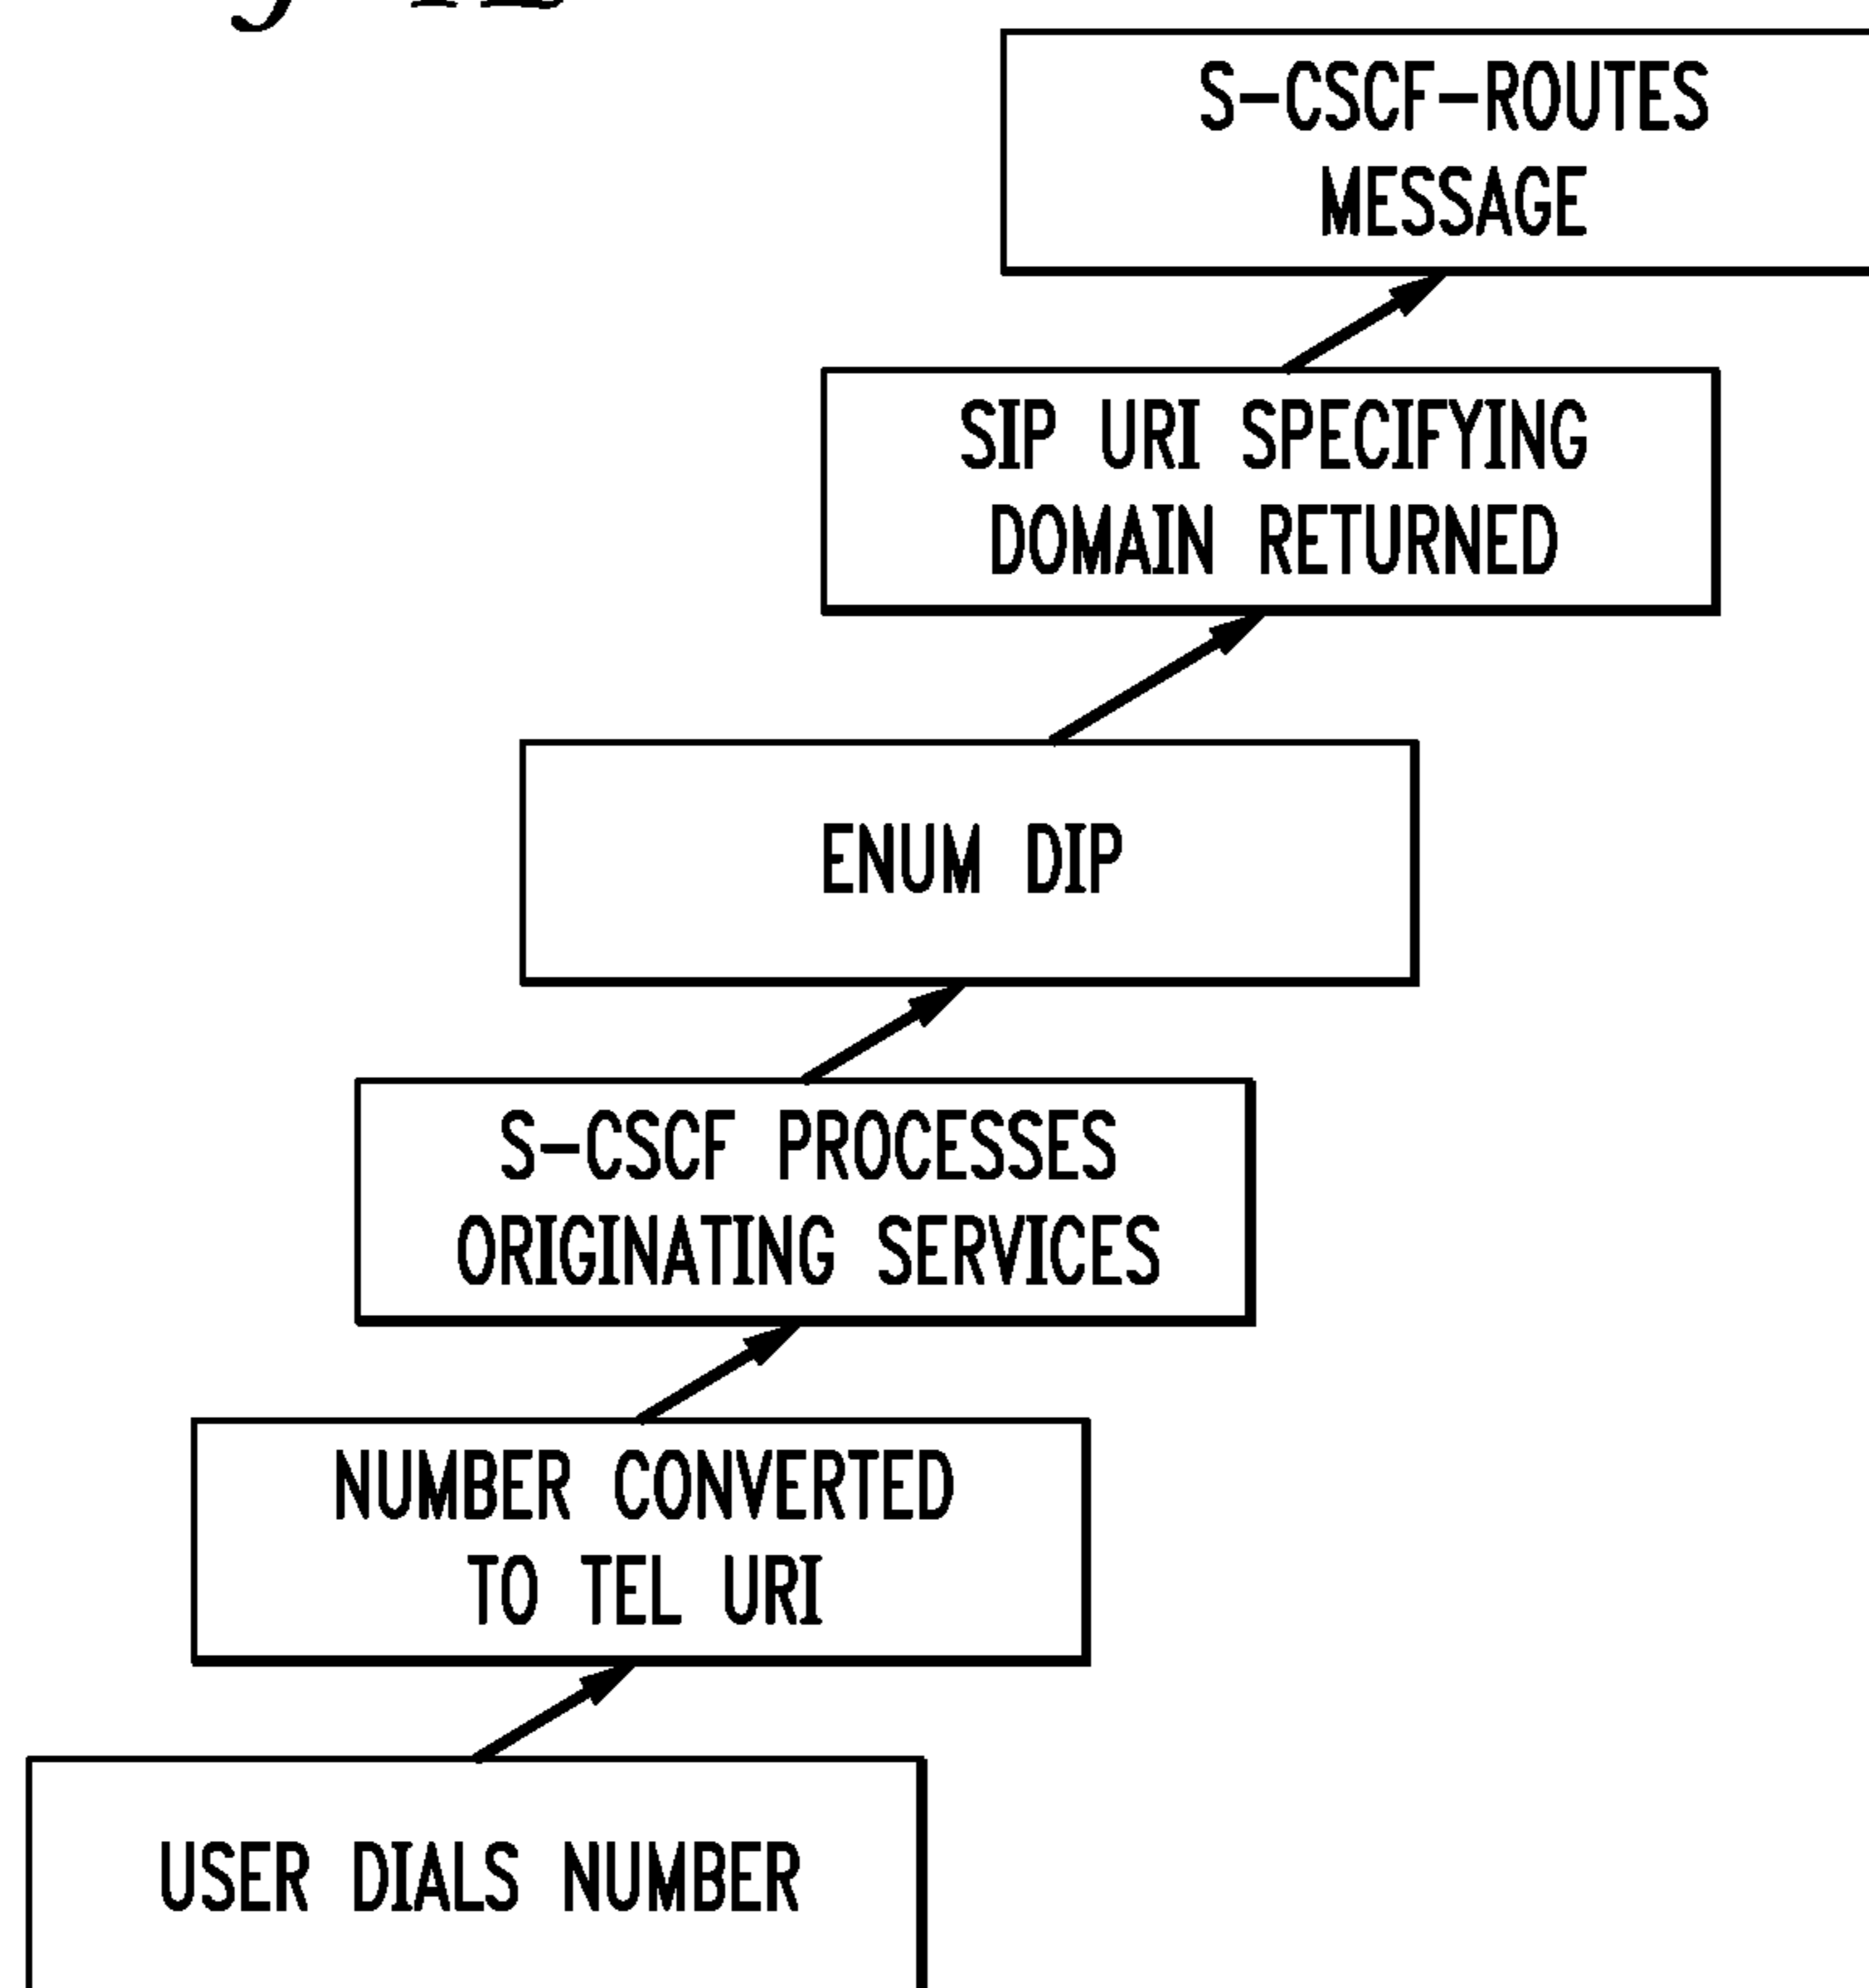 S-CSCF-ROUTES
MESSAGE
SIP URI SPECIFYING
DOMAIN RETURNED
ENUM DIP
S-CSCF PROCESSES
ORIGINATING SERVICES
NUMBER CONVERTED
TO TEL URI
USER DIALS NUMBER